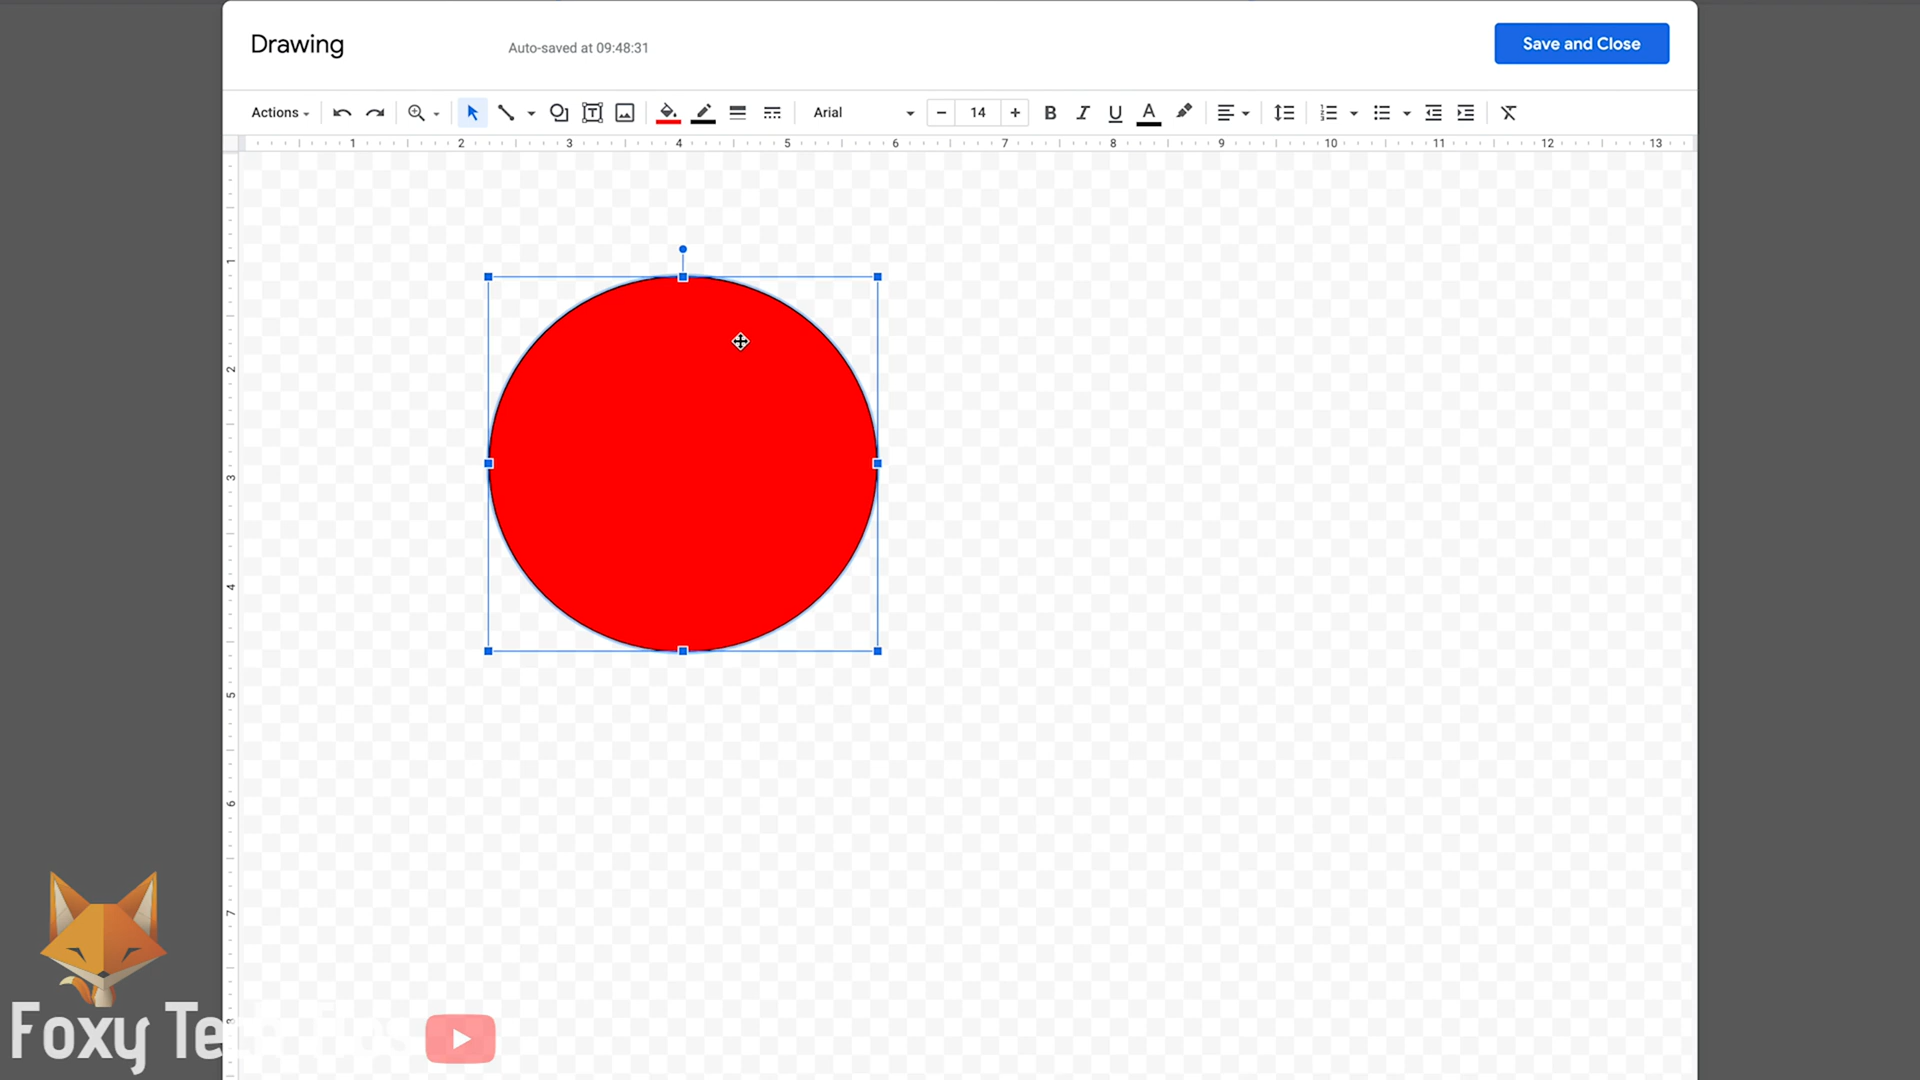 Drawing
Auto-saved at 09:48:31
Save and Close
Actions
Arial
14
B I U A
1 2 3 4 5 6 7 8 9 10 11 12 13
1
2
3
4
5
6
7
Foxy Te